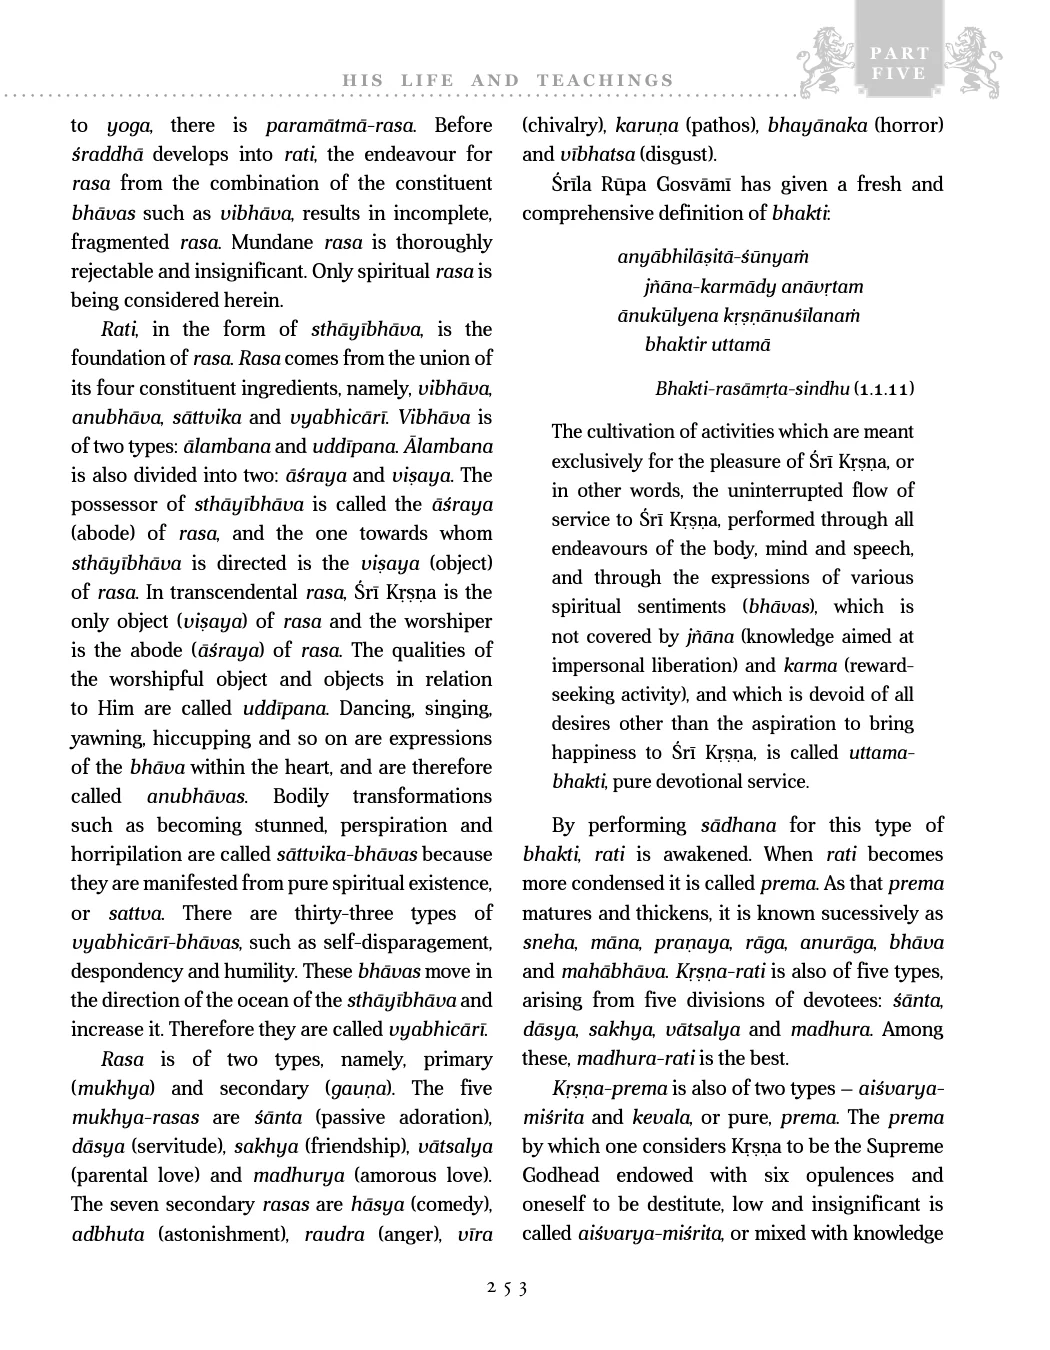 PART
FIVE
HIS LIFE AND TEACHINGS
to yoga, there is paramātmā-rasa. Before
śraddhā develops into rati, the endeavour for
rasa from the combination of the constituent
bhāvas such as vibhāva, results in incomplete,
fragmented rasa. Mundane rasa is thoroughly
rejectable and insignificant. Only spiritual rasa is
being considered herein.
Rati, in the form of sthāyībhāva, is the
foundation of rasa. Rasa comes from the union of
its four constituent ingredients, namely, vibhāva,
anubhāva, sāttvika and vyabhicārī. Vibhāva is
of two types: ālambana and uddīpana. Ālambana
is also divided into two: āśraya and viṣaya. The
possessor of sthāyībhāva is called the āśraya
(abode) of rasa, and the one towards whom
sthāyībhāva is directed is the viṣaya (object)
of rasa. In transcendental rasa, Śrī Kṛṣṇa is the
only object (viṣaya) of rasa and the worshiper
is the abode (āśraya) of rasa. The qualities of
the worshipful object and objects in relation
to Him are called uddīpana. Dancing, singing,
yawning, hiccupping and so on are expressions
of the bhāva within the heart, and are therefore
called anubhāvas. Bodily transformations
such as becoming stunned, perspiration and
horripilation are called sāttvika-bhāvas because
they are manifested from pure spiritual existence,
or sattva. There are thirty-three types of
vyabhicārī-bhāvas, such as self-disparagement,
despondency and humility. These bhāvas move in
the direction of the ocean of the sthāyībhāva and
increase it. Therefore they are called vyabhicārī.
Rasa is of two types, namely, primary
(mukhya) and secondary (gauṇa). The five
mukhya-rasas are śānta (passive adoration),
dāsya (servitude), sakhya (friendship), vātsalya
(parental love) and madhurya (amorous love).
The seven secondary rasas are hāsya (comedy),
adbhuta (astonishment), raudra (anger), vīra
(chivalry), karuṇa (pathos), bhayānaka (horror)
and vībhatsa (disgust).
Śrīla Rūpa Gosvāmī has given a fresh and
comprehensive definition of bhakti:
anyābhilāṣitā-śūnyaṁ
jñāna-karmādy anāvṛtam
ānukūlyena kṛṣṇānuśīlanaṁ
bhaktir uttamā
Bhakti-rasāmṛta-sindhu (1.1.11)
The cultivation of activities which are meant
exclusively for the pleasure of Śrī Kṛṣṇa, or
in other words, the uninterrupted flow of
service to Śrī Kṛṣṇa, performed through all
endeavours of the body, mind and speech,
and through the expressions of various
spiritual sentiments (bhāvas), which is
not covered by jñāna (knowledge aimed at
impersonal liberation) and karma (reward-
seeking activity), and which is devoid of all
desires other than the aspiration to bring
happiness to Śrī Kṛṣṇa, is called uttama-
bhakti, pure devotional service.
By performing sādhana for this type of
bhakti, rati is awakened. When rati becomes
more condensed it is called prema. As that prema
matures and thickens, it is known sucessively as
sneha, māna, praṇaya, rāga, anurāga, bhāva
and mahābhāva. Kṛṣṇa-rati is also of five types,
arising from five divisions of devotees: śānta,
dāsya, sakhya, vātsalya and madhura. Among
these, madhura-rati is the best.
Kṛṣṇa-prema is also of two types – aiśvarya-
miśrita and kevala, or pure, prema. The prema
by which one considers Kṛṣṇa to be the Supreme
Godhead endowed with six opulences and
oneself to be destitute, low and insignificant is
called aiśvarya-miśrita, or mixed with knowledge
253